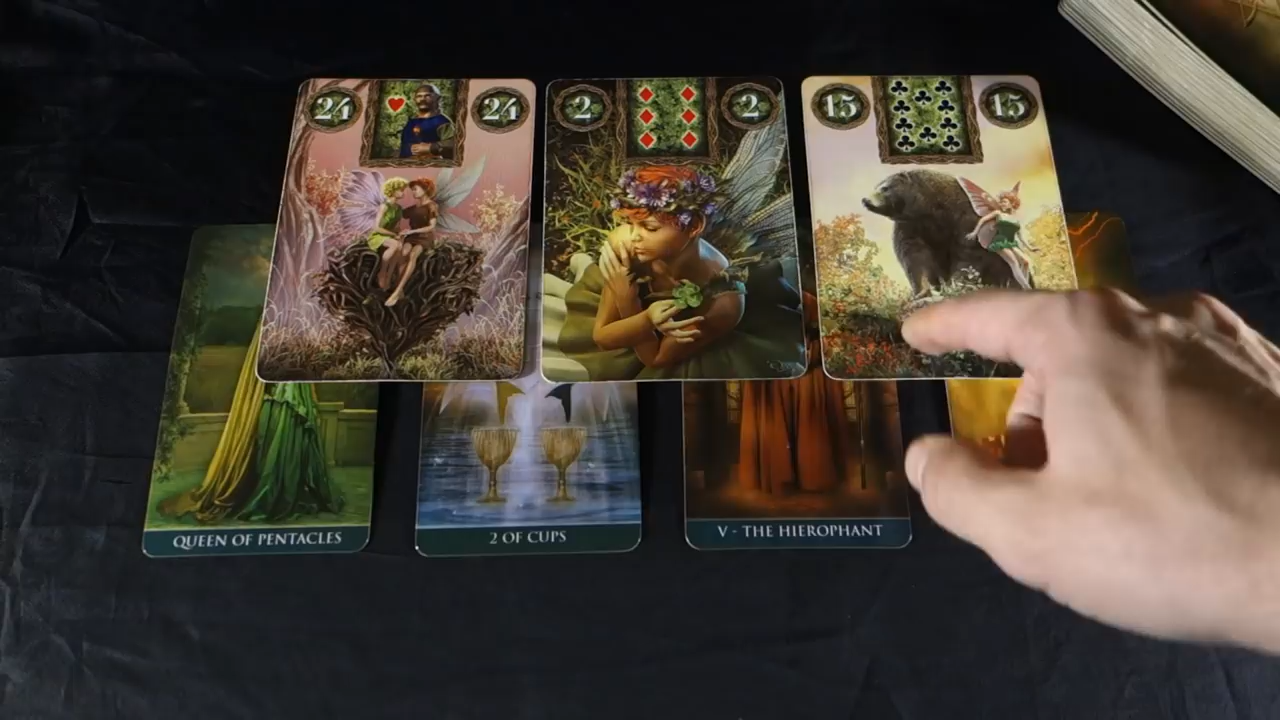 24 24
2 2
15 15
QUEEN OF PENTACLES
2 OF CUPS
V - THE HIEROPHANT